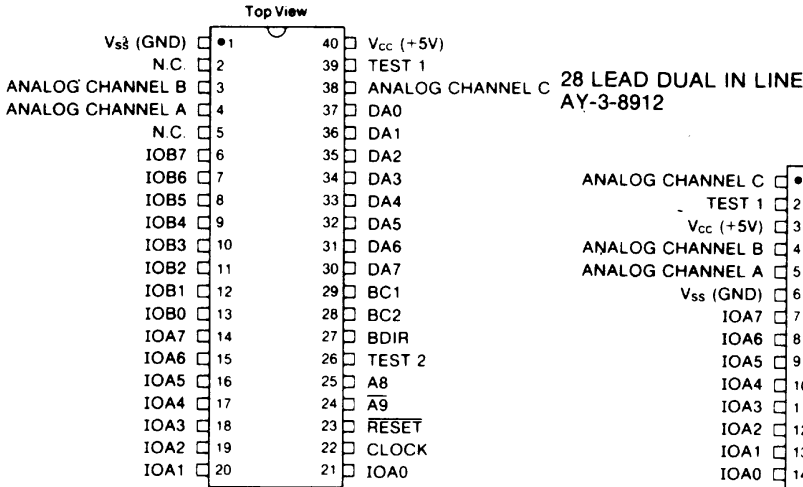 Top View
Vss (GND) 1 40 Vcc (+5V)
N.C. 2 39 TEST 1
ANALOG CHANNEL B 3 38 ANALOG CHANNEL C
ANALOG CHANNEL A 4 37 DA0
N.C. 5 36 DA1
IOB7 6 35 DA2
IOB6 7 34 DA3
IOB5 8 33 DA4
IOB4 9 32 DA5
IOB3 10 31 DA6
IOB2 11 30 DA7
IOB1 12 29 BC1
IOB0 13 28 BC2
IOA7 14 27 BDIR
IOA6 15 26 TEST 2
IOA5 16 25 A8
IOA4 17 24 A9
IOA3 18 23 RESET
IOA2 19 22 CLOCK
IOA1 20 21 IOA0
28 LEAD DUAL IN LINE
AY-3-8912
ANALOG CHANNEL C
TEST 1 2
Vcc (+5V) 3
ANALOG CHANNEL B 4
ANALOG CHANNEL A 5
Vss (GND) 6
IOA7 7
IOA6 8
IOA5 9
IOA4
IOA3
IOA2
IOA1
IOA0